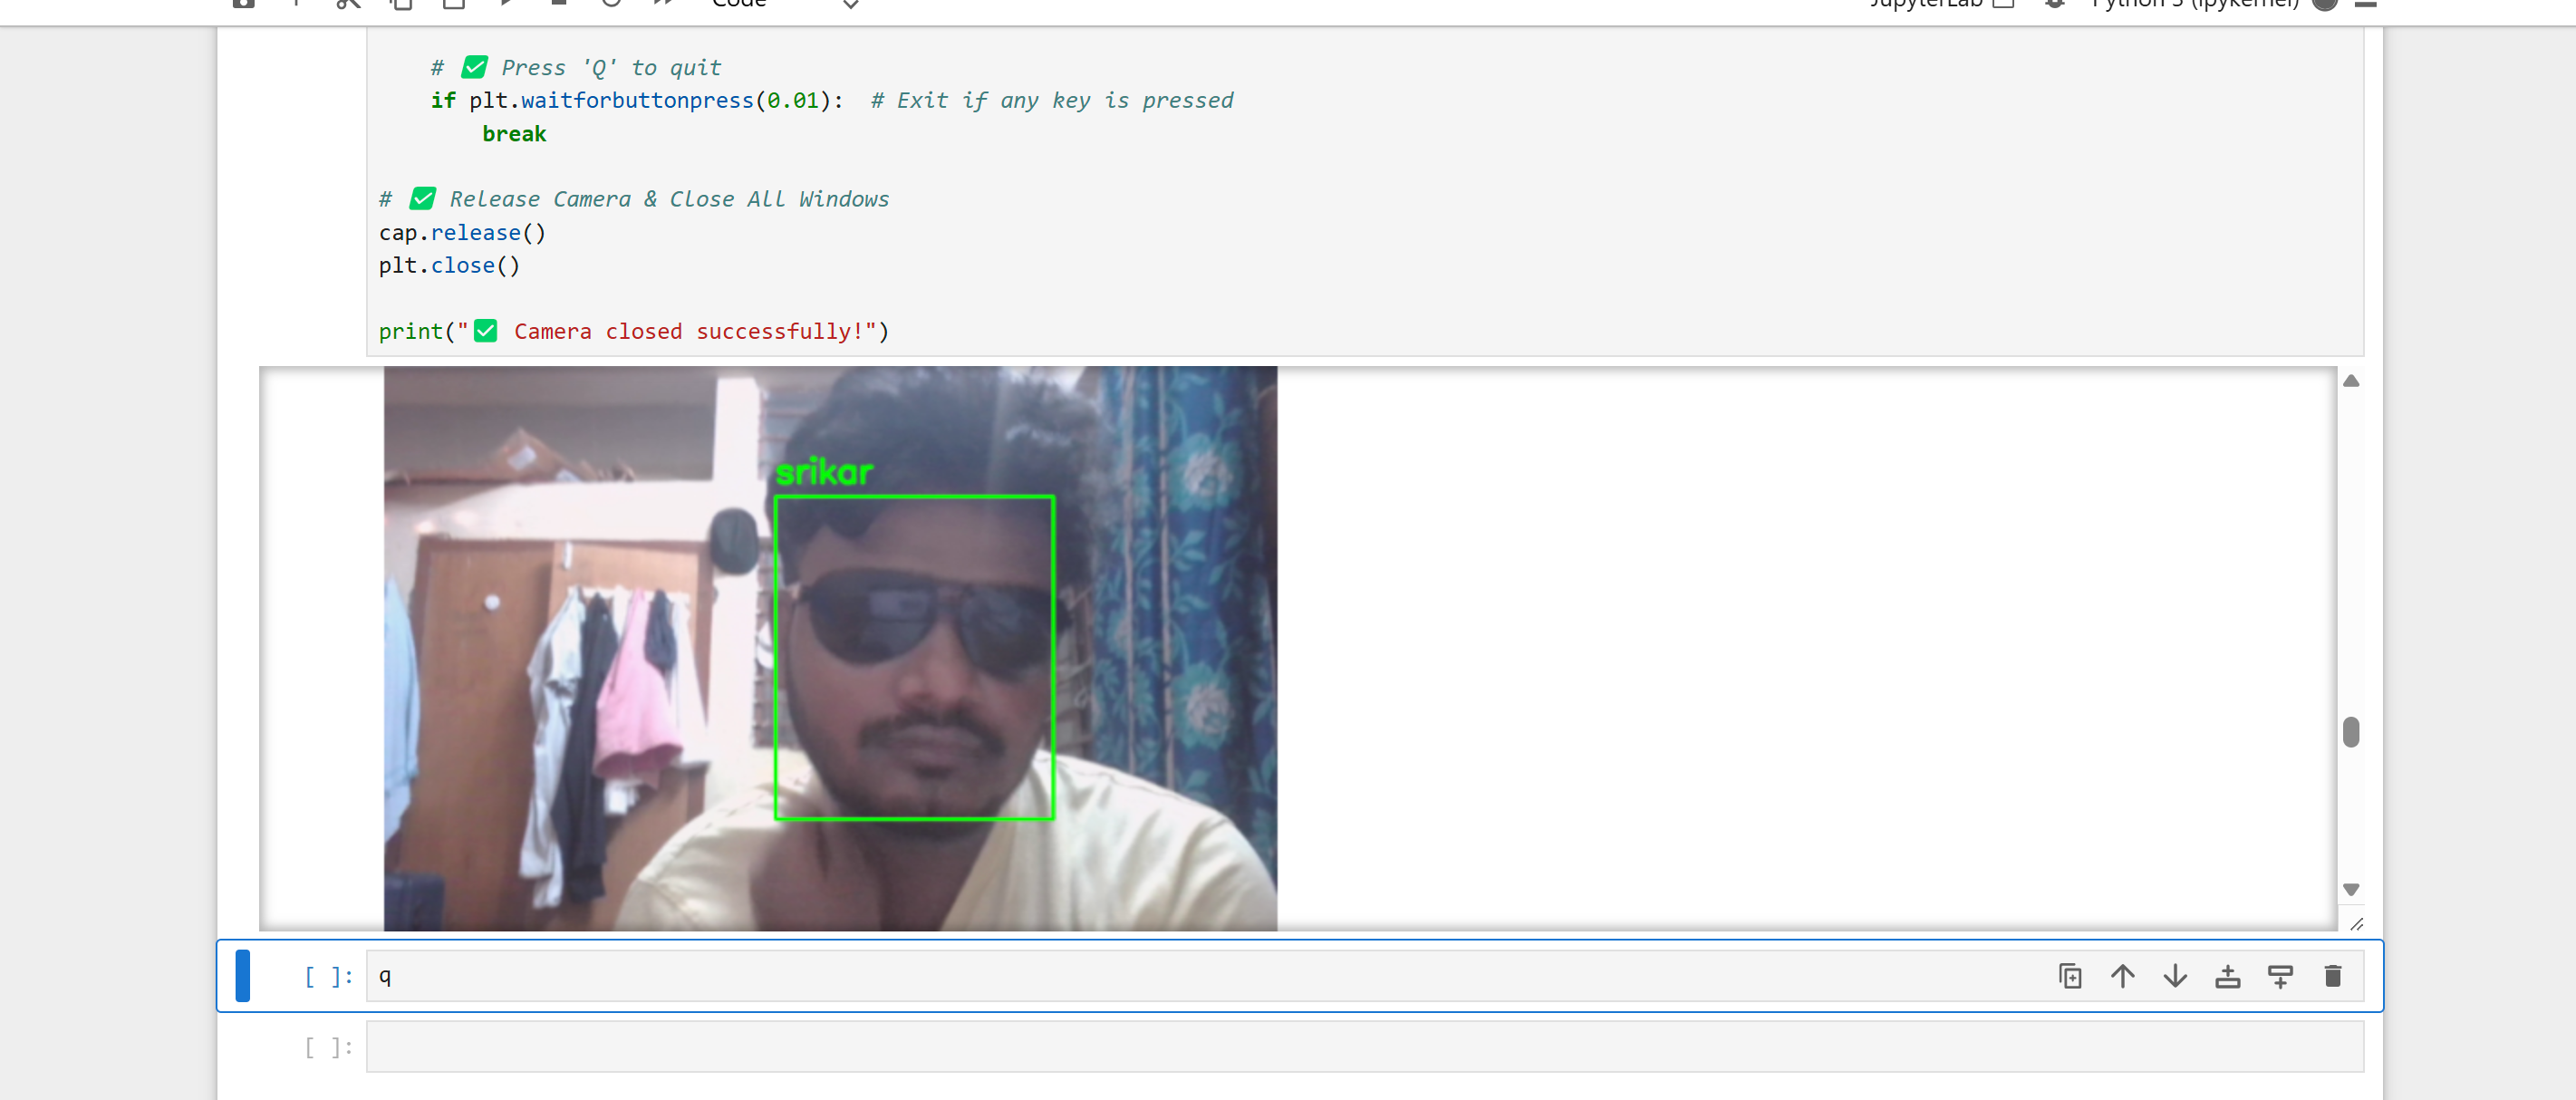 Code
JupyterLab
Python 3 (ipykernel)
# ✅ Press 'Q' to quit
if plt.waitforbuttonpress(0.01):  # Exit if any key is pressed
break
# ✅ Release Camera & Close All Windows
cap.release()
plt.close()
print("✅ Camera closed successfully!")
srikar
[ ]:
q
[ ]: